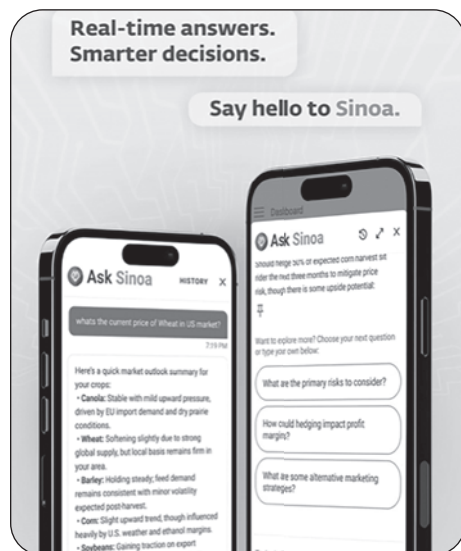 Real-time answers.
Smarter decisions.
Say hello to Sinoa.
Ask Sinoa
HISTORY
whats the current price of Wheat in US market?
7:19 PM
Here's a quick market outlook summary for
your crops:
• Canola: Stable with mild upward pressure,
driven by EU import demand and dry prairie
conditions.
• Wheat: Softening slightly due to strong
global supply, but local basis remains firm in
your area.
• Barley: Holding steady; feed demand
remains consistent with minor volatility
expected post-harvest.
• Corn: Slight upward trend, though influenced
heavily by U.S. weather and ethanol margins.
• Soybeans: Gaining traction on export
Dashboard
Ask Sinoa
should hedge 50% of expected corn harvest
the next three months to mitigate price
risk, though there is some upside potential:
Want to explore more? Choose your next question
or type your own below:
What are the primary risks to consider?
How could hedging impact profit
margins?
What are some alternative marketing
strategies?